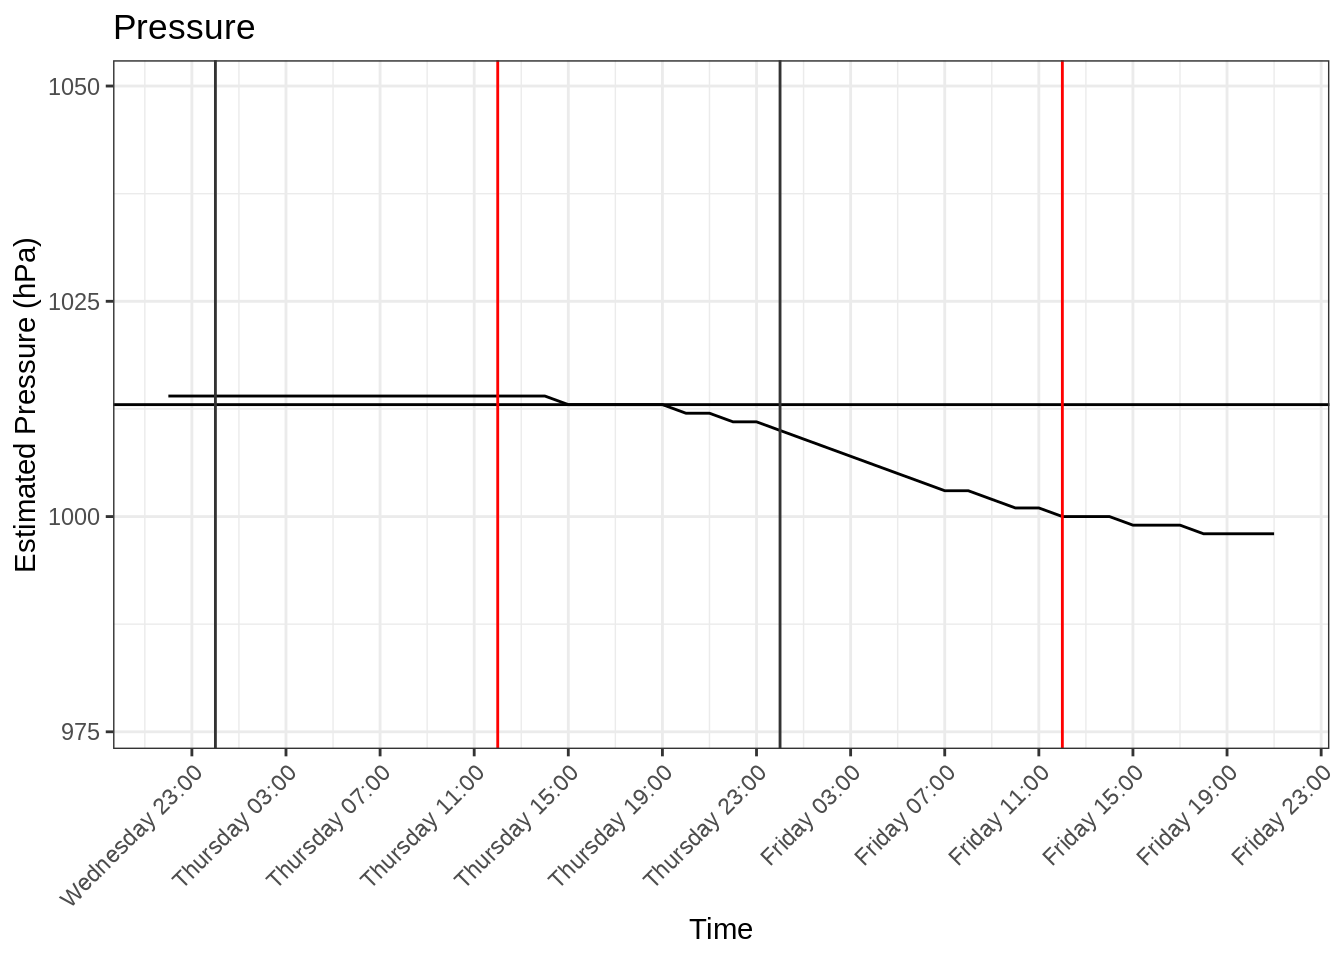 Pressure
Estimated Pressure (hPa)
1050
1025
1000
975
Wednesday 23:00
Thursday 03:00
Thursday 07:00
Thursday 11:00
Thursday 15:00
Thursday 19:00
Thursday 23:00
Friday 03:00
Friday 07:00
Friday 11:00
Friday 15:00
Friday 19:00
Friday 23:00
Time